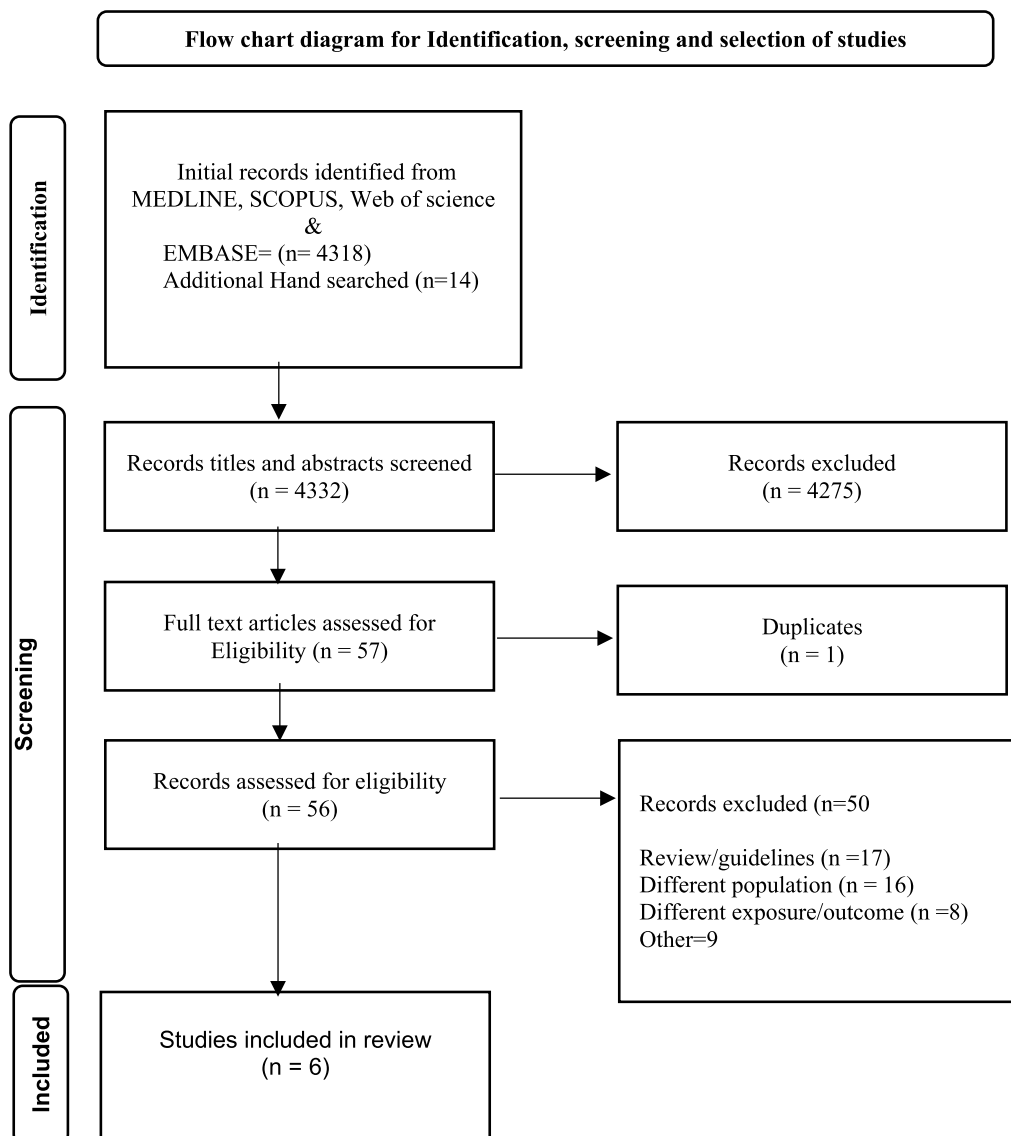 Flow chart diagram for Identification, screening and selection of studies
Identification
Initial records identified from
MEDLINE, SCOPUS, Web of science
&
EMBASE= (n= 4318)
Additional Hand searched (n=14)
Screening
Records titles and abstracts screened
(n = 4332)
Records excluded
(n = 4275)
Full text articles assessed for
Eligibility (n = 57)
Duplicates
(n = 1)
Records assessed for eligibility
(n = 56)
Records excluded (n=50
Review/guidelines (n =17)
Different population (n = 16)
Different exposure/outcome (n =8)
Other=9
Included
Studies included in review
(n = 6)